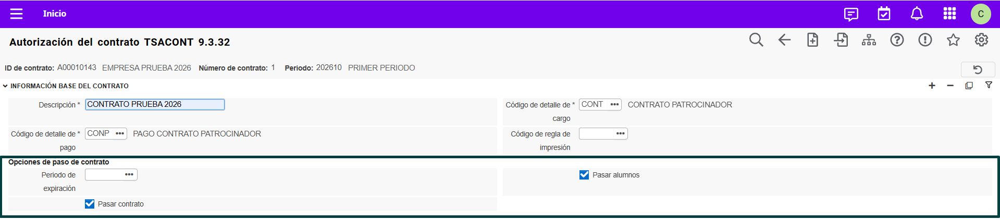 Inicio
C
Autorización del contrato TSACONT 9.3.32
ID de contrato: A00010143 EMPRESA PRUEBA 2026 Número de contrato: 1 Periodo: 202610 PRIMER PERIODO
INFORMACIÓN BASE DEL CONTRATO
Descripción * CONTRATO PRUEBA 2026
Código de detalle de * CONT ••• CONTRATO PATROCINADOR
cargo
Código de detalle de * CONP ••• PAGO CONTRATO PATROCINADOR
pago
Código de regla de •••
impresión
Opciones de paso de contrato
Periodo de •••
expiración
Pasar alumnos
Pasar contrato